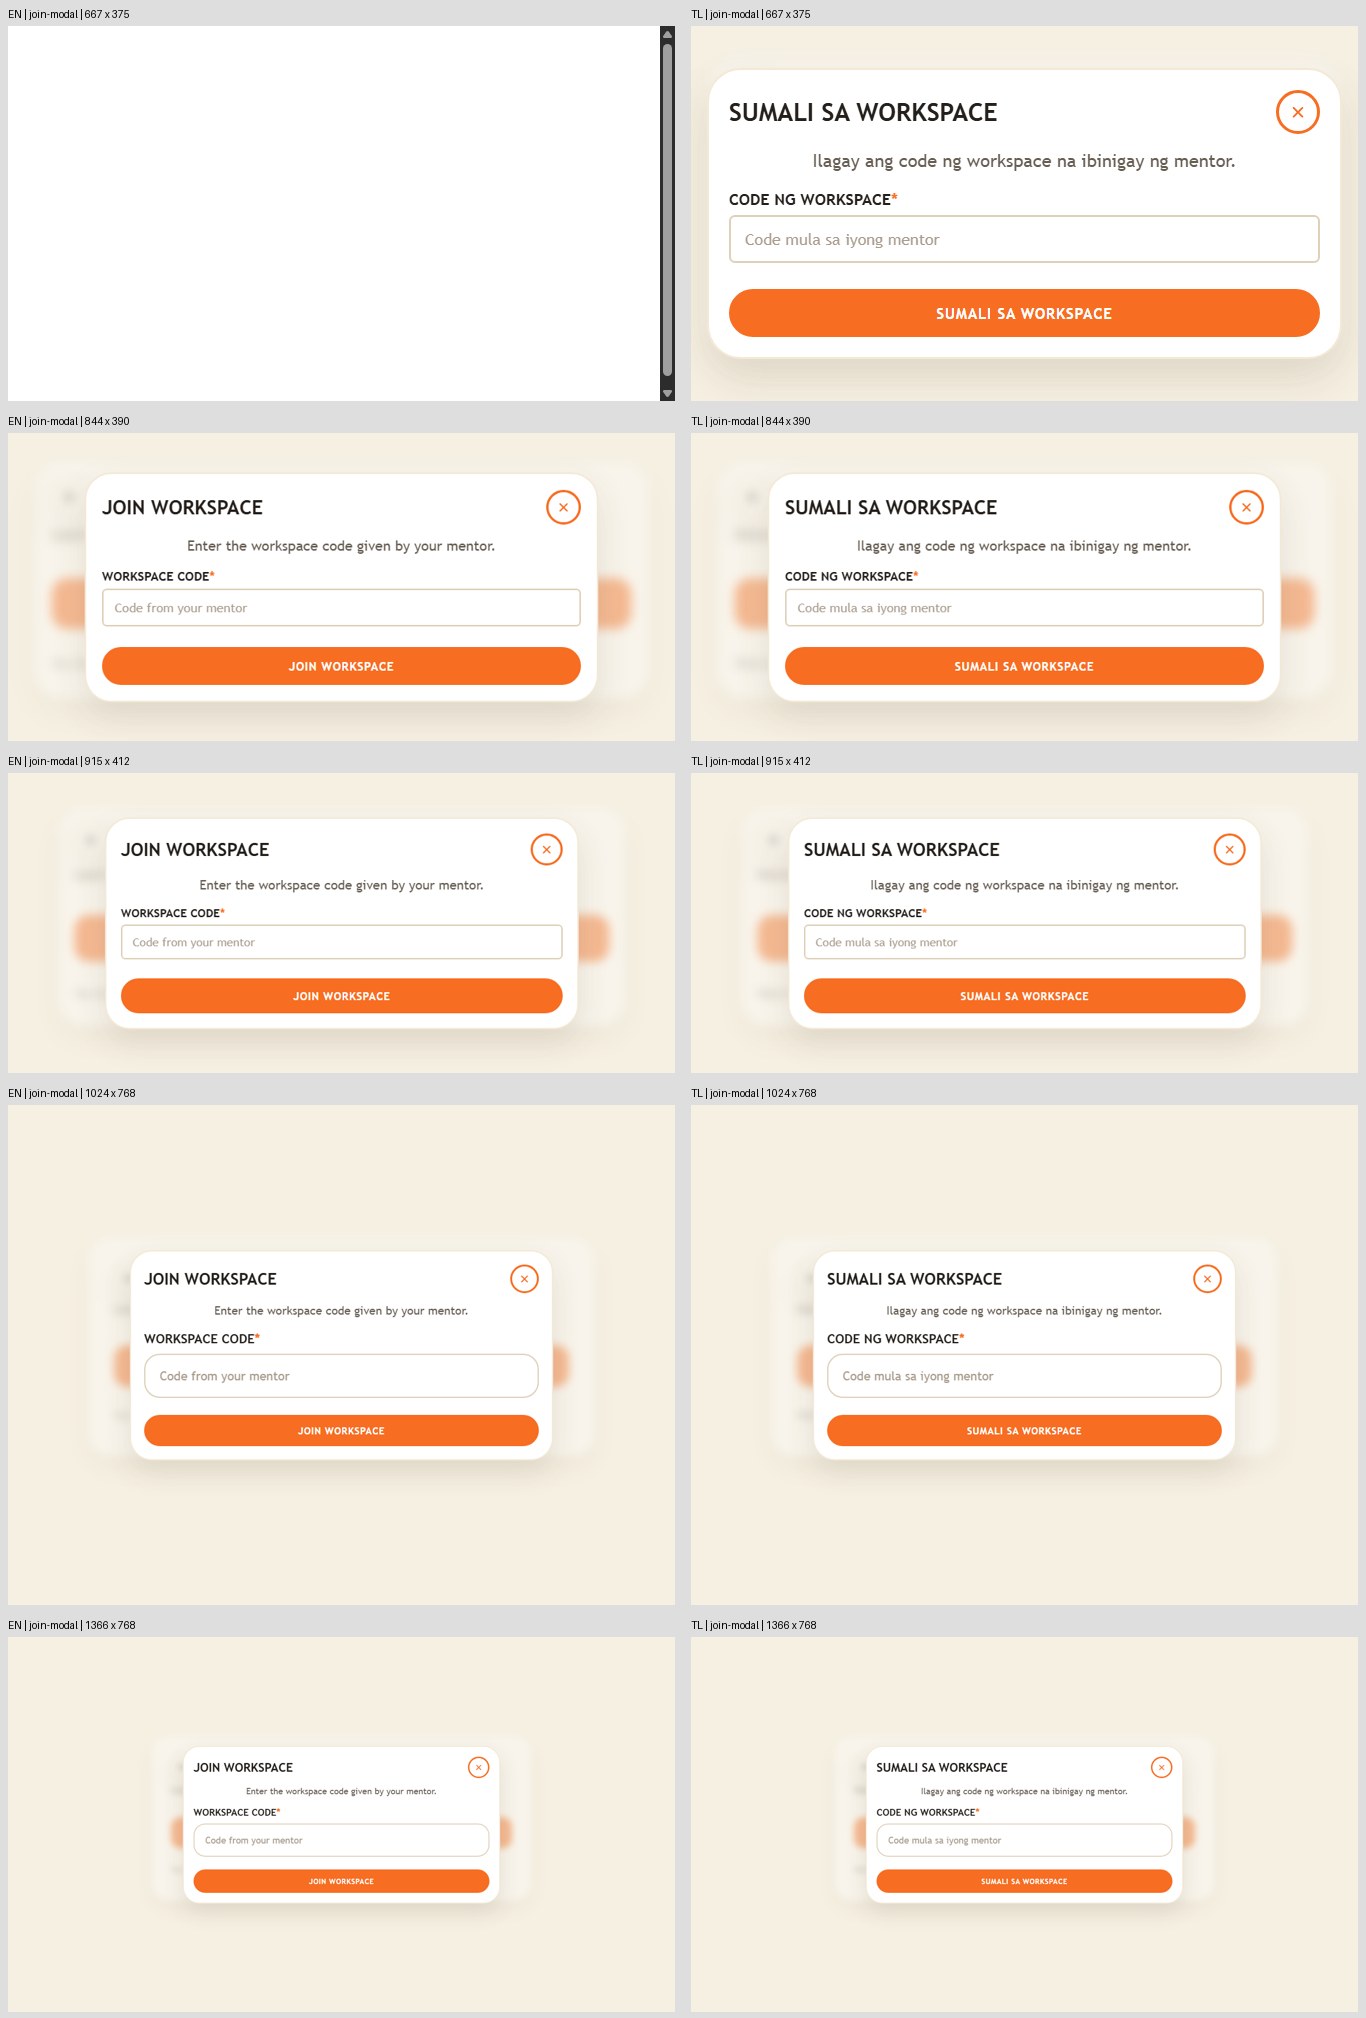 EN | join-modal | 667 x 375
TL | join-modal | 667 x 375
SUMALI SA WORKSPACE
×
Ilagay ang code ng workspace na ibinigay ng mentor.
CODE NG WORKSPACE*
Code mula sa iyong mentor
SUMALI SA WORKSPACE
EN | join-modal | 844 x 390
JOIN WORKSPACE
×
Enter the workspace code given by your mentor.
WORKSPACE CODE*
Code from your mentor
JOIN WORKSPACE
TL | join-modal | 844 x 390
SUMALI SA WORKSPACE
×
Ilagay ang code ng workspace na ibinigay ng mentor.
CODE NG WORKSPACE*
Code mula sa iyong mentor
SUMALI SA WORKSPACE
EN | join-modal | 915 x 412
JOIN WORKSPACE
×
Enter the workspace code given by your mentor.
WORKSPACE CODE*
Code from your mentor
JOIN WORKSPACE
TL | join-modal | 915 x 412
SUMALI SA WORKSPACE
×
Ilagay ang code ng workspace na ibinigay ng mentor.
CODE NG WORKSPACE*
Code mula sa iyong mentor
SUMALI SA WORKSPACE
EN | join-modal | 1024 x 768
JOIN WORKSPACE
×
Enter the workspace code given by your mentor.
WORKSPACE CODE*
Code from your mentor
JOIN WORKSPACE
TL | join-modal | 1024 x 768
SUMALI SA WORKSPACE
×
Ilagay ang code ng workspace na ibinigay ng mentor.
CODE NG WORKSPACE*
Code mula sa iyong mentor
SUMALI SA WORKSPACE
EN | join-modal | 1366 x 768
JOIN WORKSPACE
×
Enter the workspace code given by your mentor.
WORKSPACE CODE*
Code from your mentor
JOIN WORKSPACE
TL | join-modal | 1366 x 768
SUMALI SA WORKSPACE
×
Ilagay ang code ng workspace na ibinigay ng mentor.
CODE NG WORKSPACE*
Code mula sa iyong mentor
SUMALI SA WORKSPACE